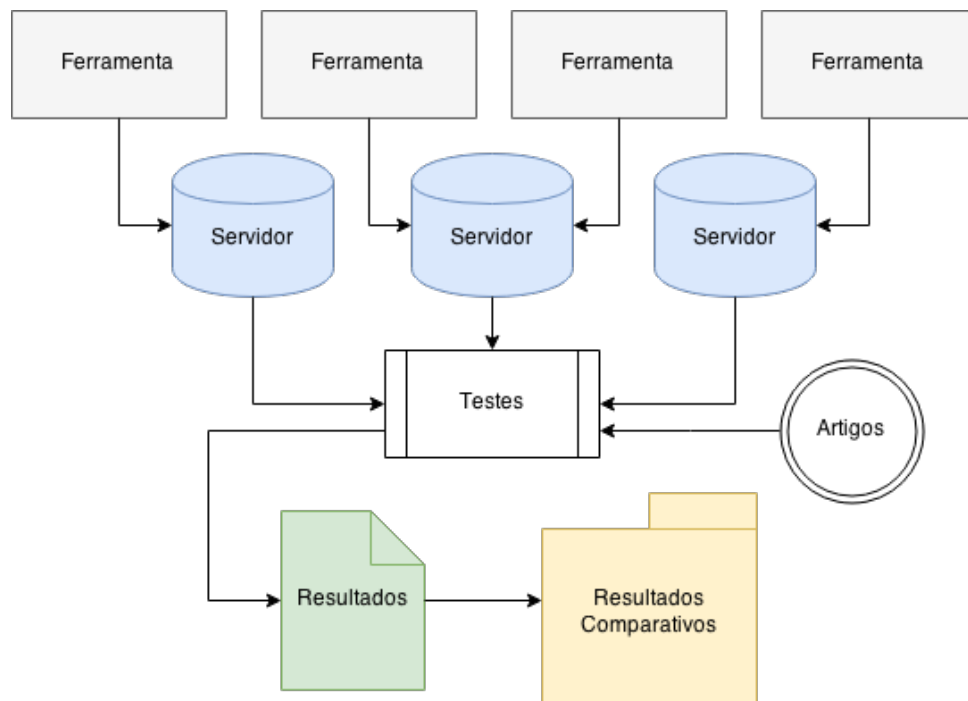 Ferramenta
Ferramenta
Ferramenta
Ferramenta
Servidor
Servidor
Servidor
Testes
Artigos
Resultados
Resultados
Comparativos